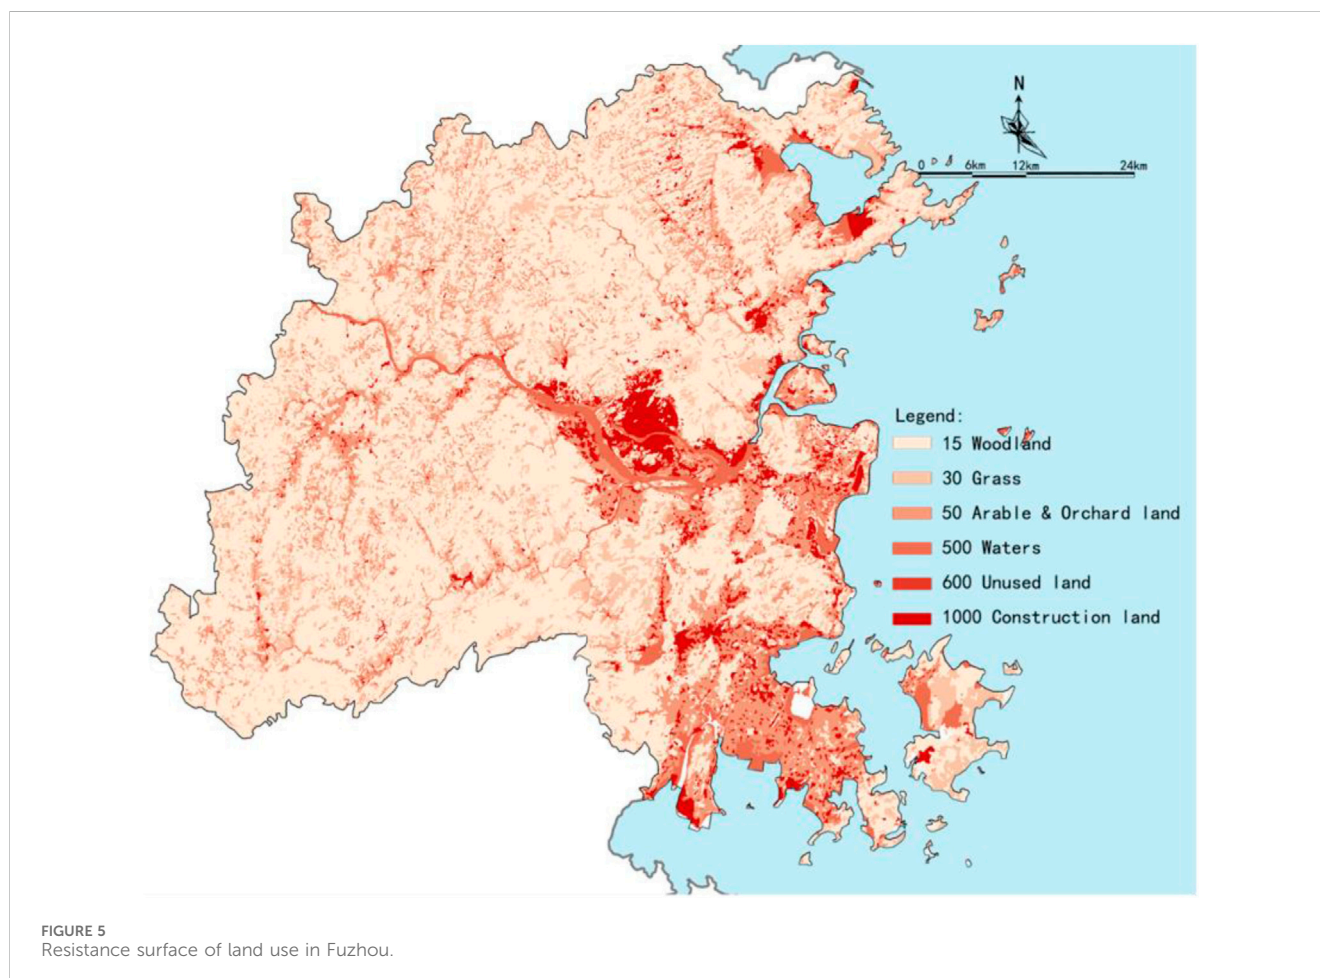 N
0 6km 12km 24km
Legend:
15 Woodland
30 Grass
50 Arable & Orchard land
500 Waters
600 Unused land
1000 Construction land
FIGURE 5
Resistance surface of land use in Fuzhou.